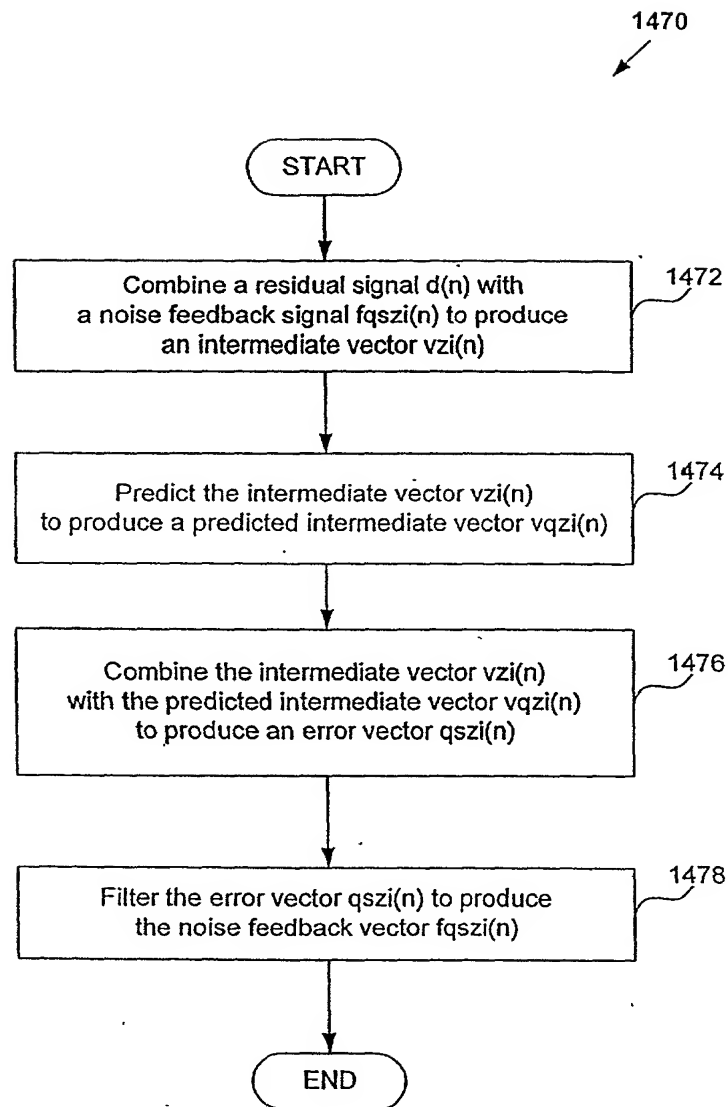 1470
START
Combine a residual signal d(n) with
a noise feedback signal fqszi(n) to produce
an intermediate vector vzi(n)
1472
Predict the intermediate vector vzi(n)
to produce a predicted intermediate vector vqzi(n)
1474
Combine the intermediate vector vzi(n)
with the predicted intermediate vector vqzi(n)
to produce an error vector qszi(n)
1476
Filter the error vector qszi(n) to produce
the noise feedback vector fqszi(n)
1478
END